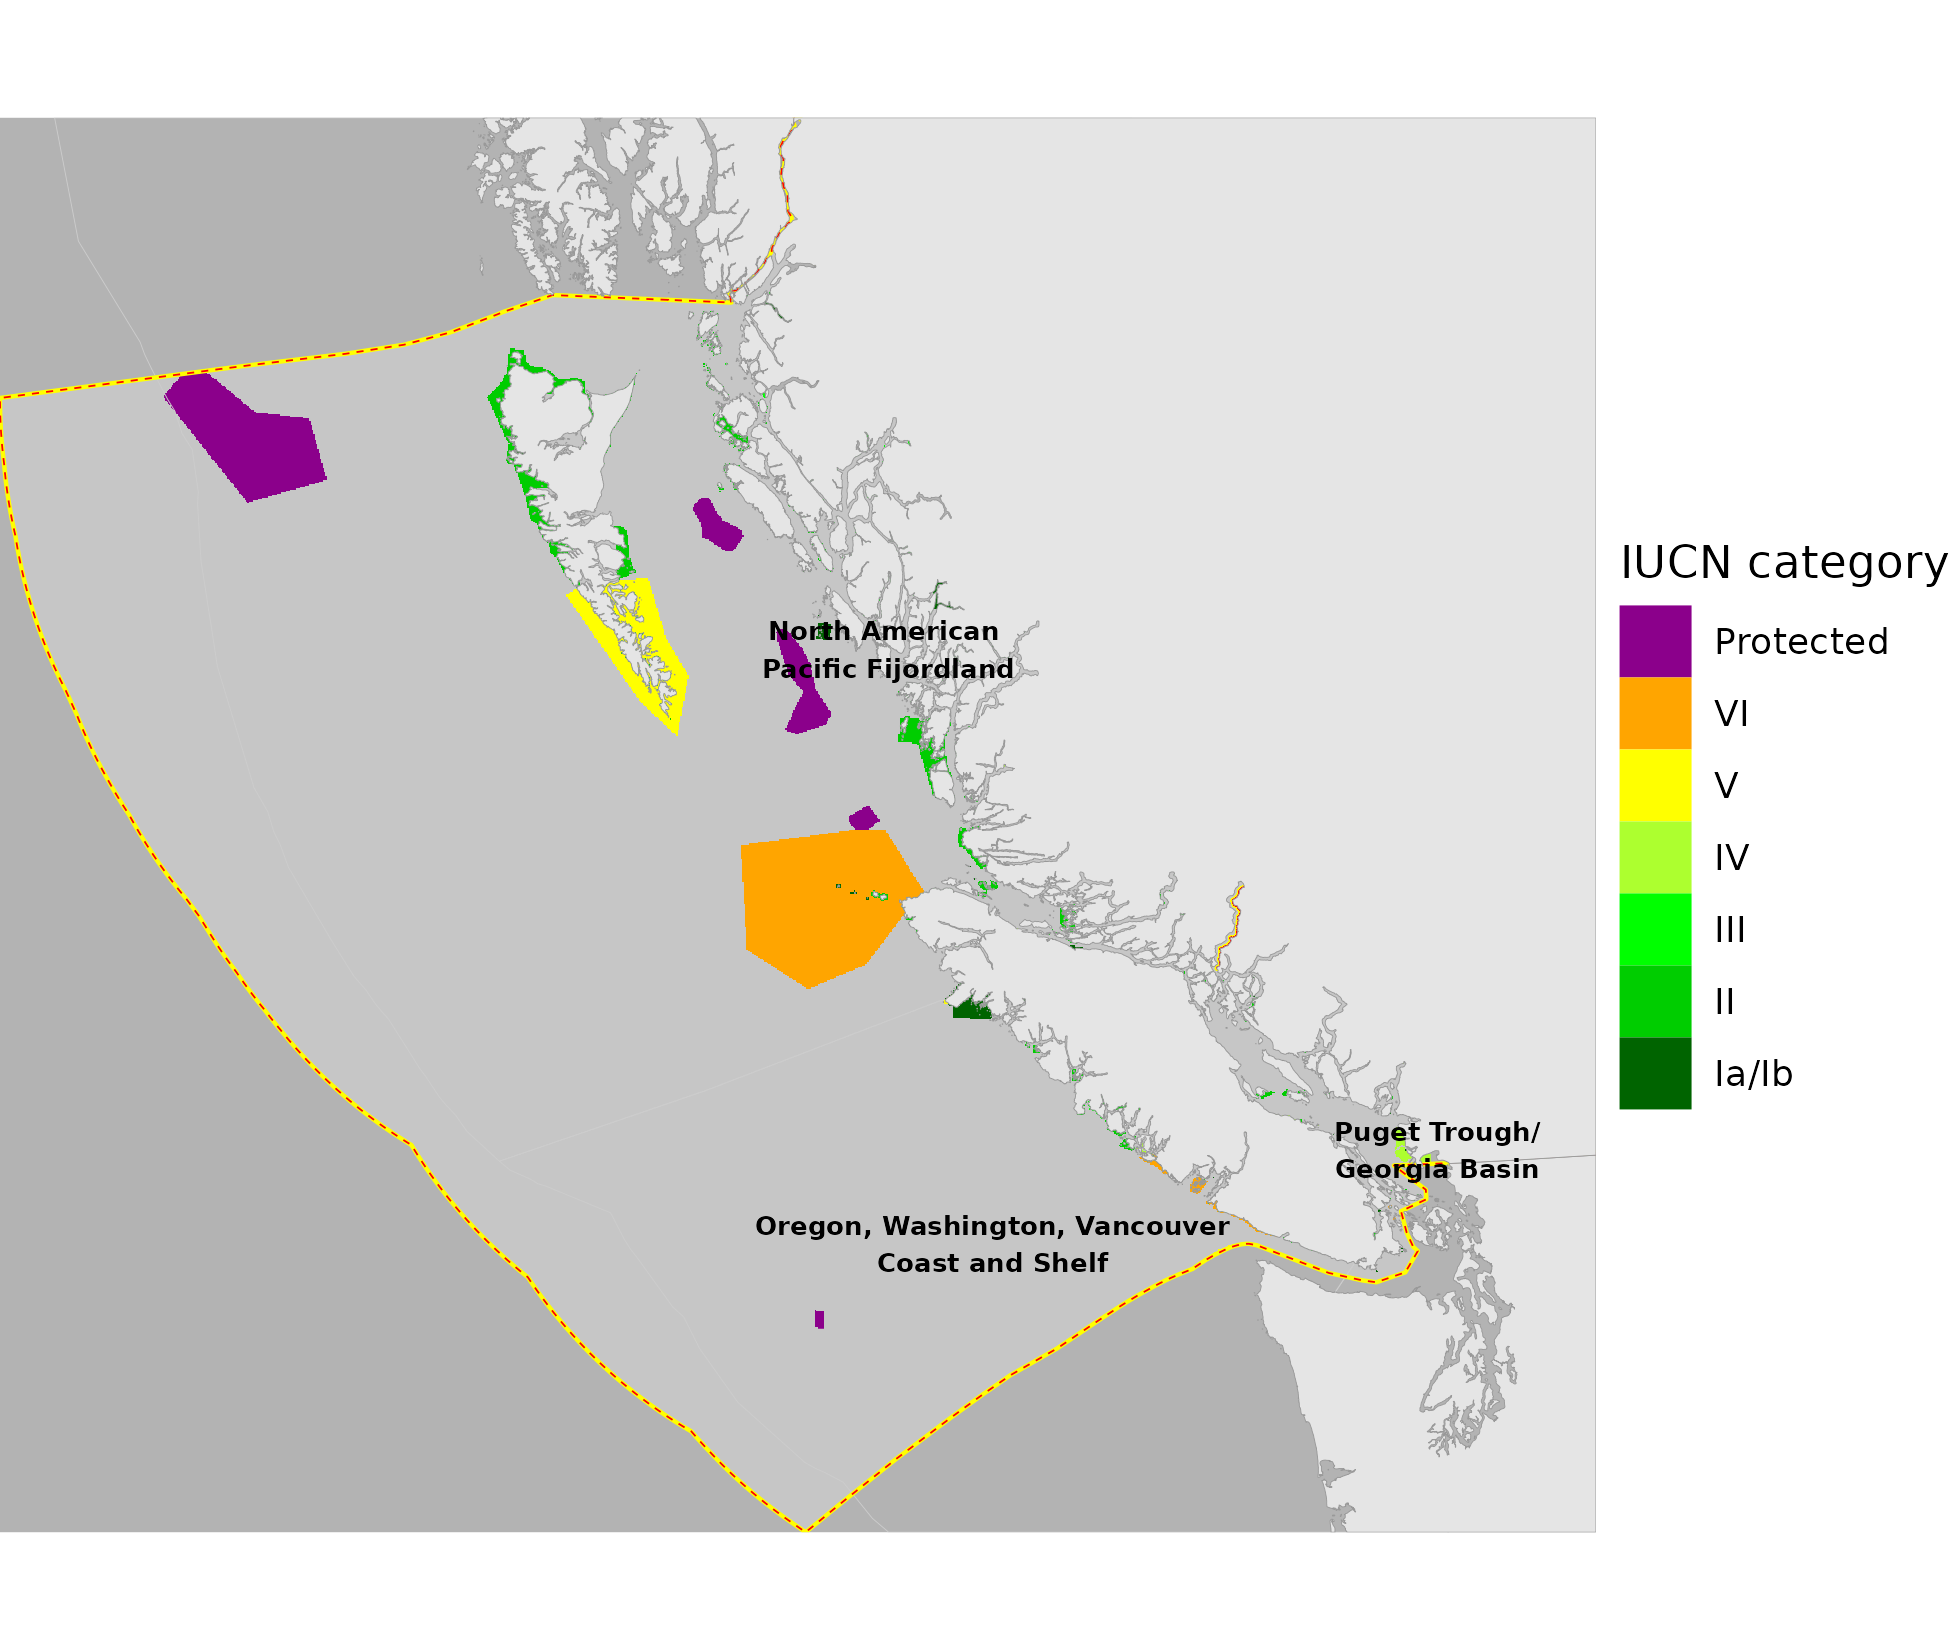 North American
Pacific Fijordland
Puget Trough/
Georgia Basin
Oregon, Washington, Vancouver
Coast and Shelf
IUCN category
Protected
VI
V
IV
III
II
Ia/Ib